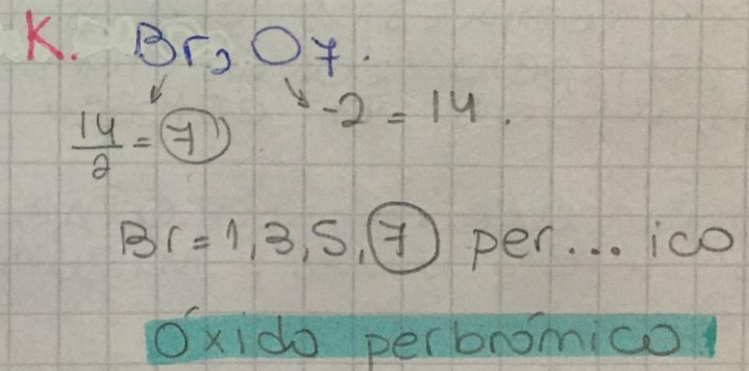 K. Br₂O₇.
14/2 = 7 -2 = 14.
Br = 1, 3, 5, 7 per... ico
Óxido perbrómico